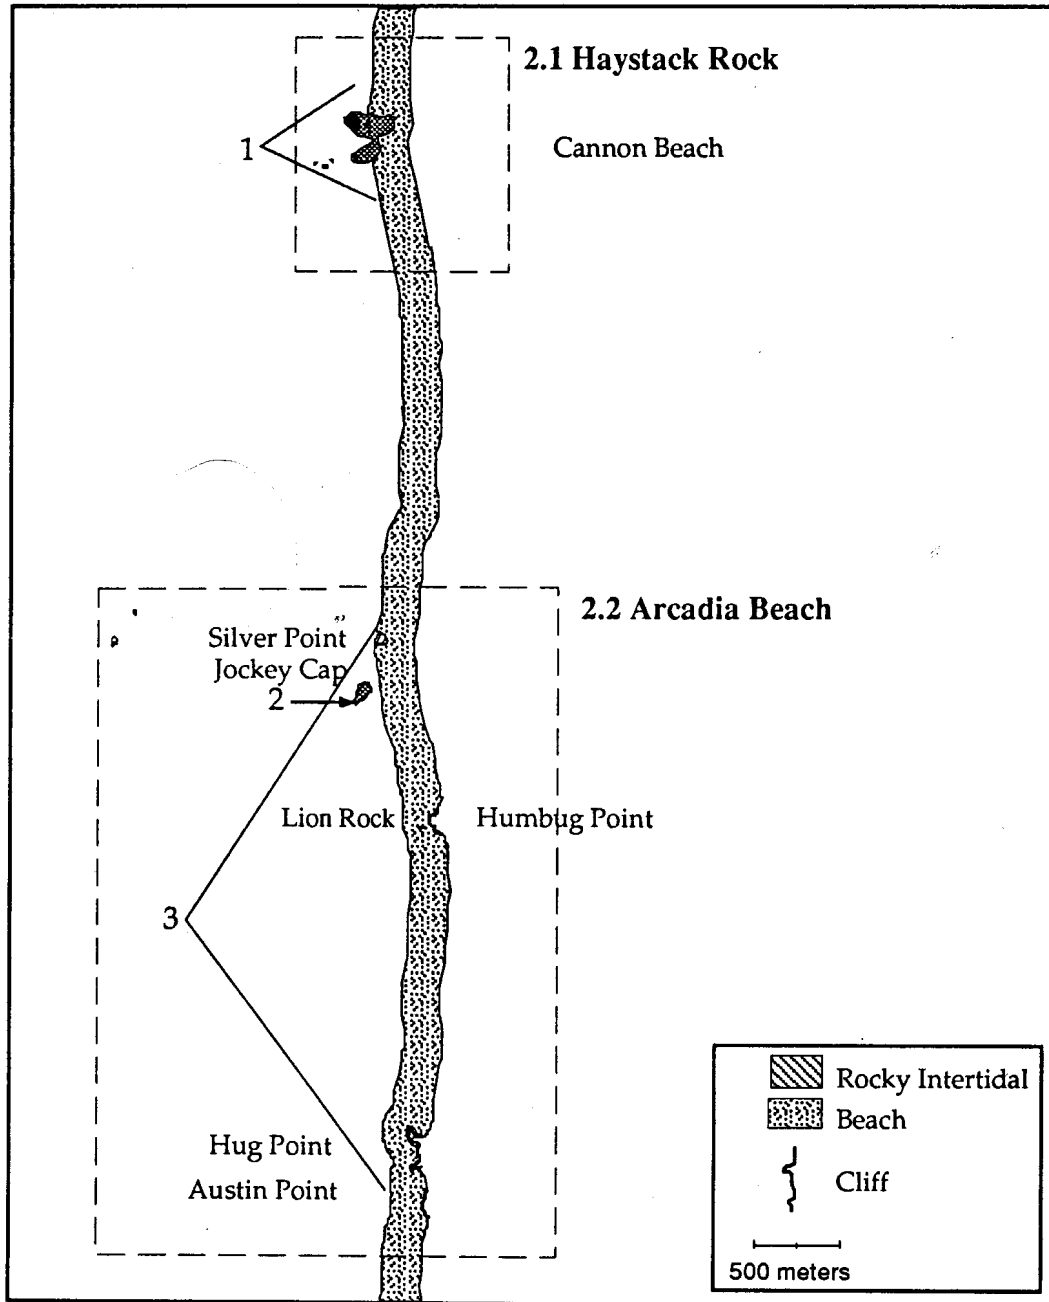 2.1 Haystack Rock
1
Cannon Beach
2.2 Arcadia Beach
Silver Point
Jockey Cap
2
Lion Rock
Humbug Point
3
Hug Point
Austin Point
Rocky Intertidal
Beach
Cliff
500 meters